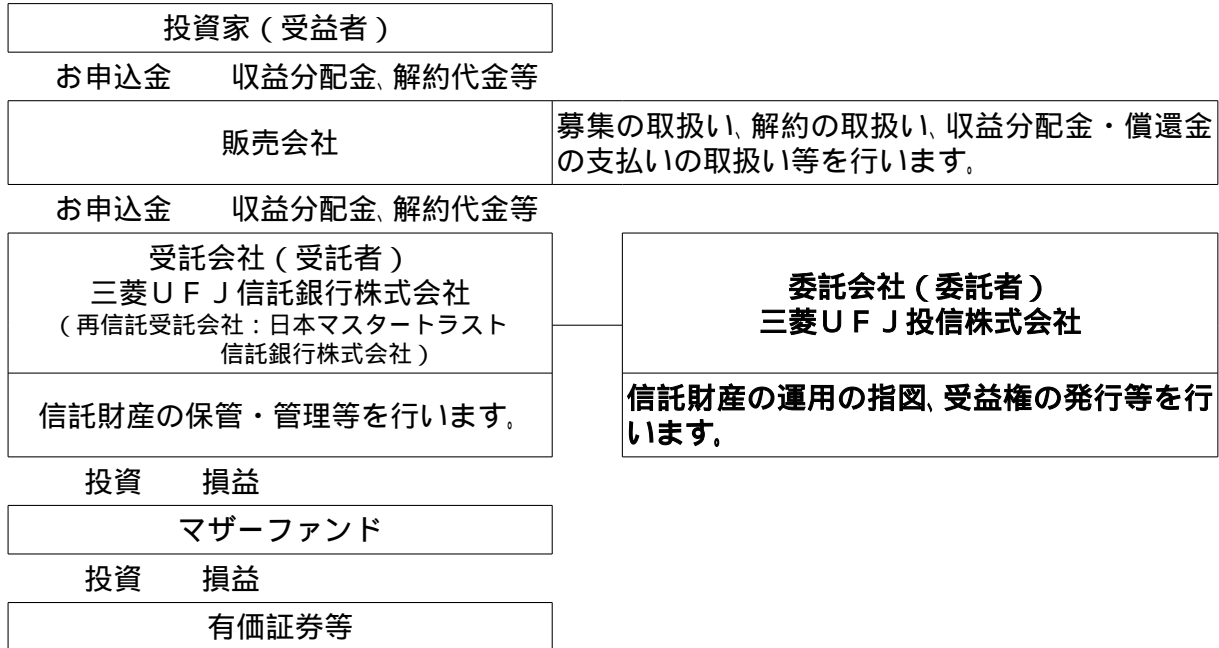 投資家（受益者）
お申込金　　収益分配金、解約代金等
販売会社
募集の取扱い、解約の取扱い、収益分配金・償還金
の支払いの取扱い等を行います。
お申込金　　収益分配金、解約代金等
受託会社（受託者）
三菱ＵＦＪ信託銀行株式会社
（再信託受託会社：日本マスタートラスト
信託銀行株式会社）
信託財産の保管・管理等を行います。
委託会社（委託者）
三菱ＵＦＪ投信株式会社
信託財産の運用の指図、受益権の発行等を行
います。
投資　　損益
マザーファンド
投資　　損益
有価証券等